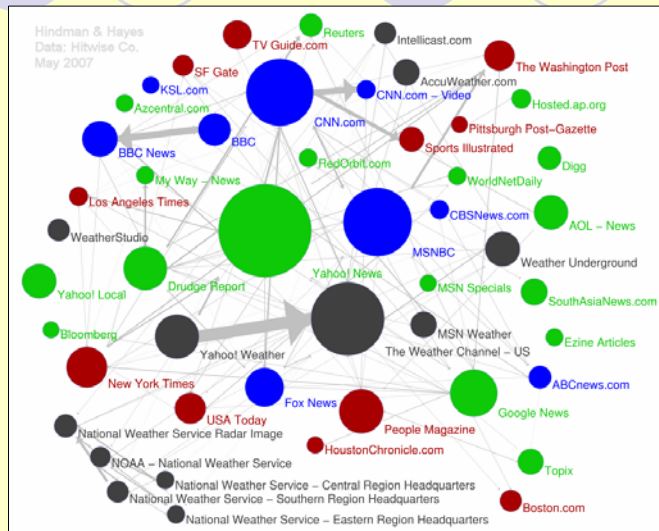 Hindman & Hayes
Data: Hitwise Co.
May 2007
Reuters
TV Guide.com
Intellicast.com
The Washington Post
SF Gate
AccuWeather.com
KSL.com
CNN.com – Video
Hosted.ap.org
Azcentral.com
CNN.com
Pittsburgh Post-Gazette
BBC
Sports Illustrated
BBC News
RedOrbit.com
Digg
My Way – News
WorldNetDaily
Los Angeles Times
CBSNews.com
AOL – News
WeatherStudio
MSNBC
Weather Underground
Yahoo! News
Drudge Report
MSN Specials
Yahoo! Local
SouthAsiaNews.com
Bloomberg
MSN Weather
Ezine Articles
Yahoo! Weather
The Weather Channel – US
New York Times
ABCnews.com
Fox News
Google News
USA Today
People Magazine
National Weather Service Radar Image
HoustonChronicle.com
NOAA – National Weather Service
Topix
National Weather Service – Central Region Headquarters
National Weather Service – Southern Region Headquarters
Boston.com
National Weather Service – Eastern Region Headquarters